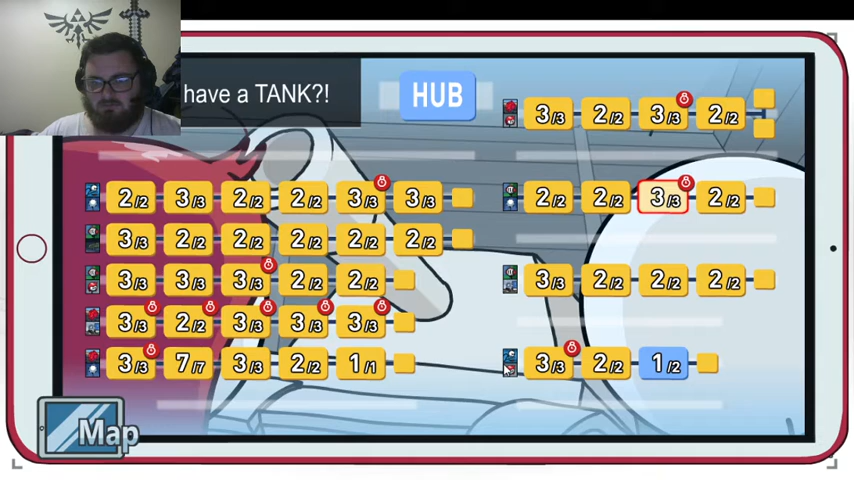 have a TANK?!
HUB
3/3 2/2 3/3 2/2
2/2 3/3 2/2 2/2 3/3 3/3
2/2 2/2 3/3 2/2
3/3 2/2 2/2 2/2 2/2 2/2
3/3 3/3 3/3 2/2 2/2
3/3 2/2 2/2 2/2
3/3 2/2 3/3 3/3 3/3
3/3 7/7 3/3 2/2 1/1
3/3 2/2 1/2
Map